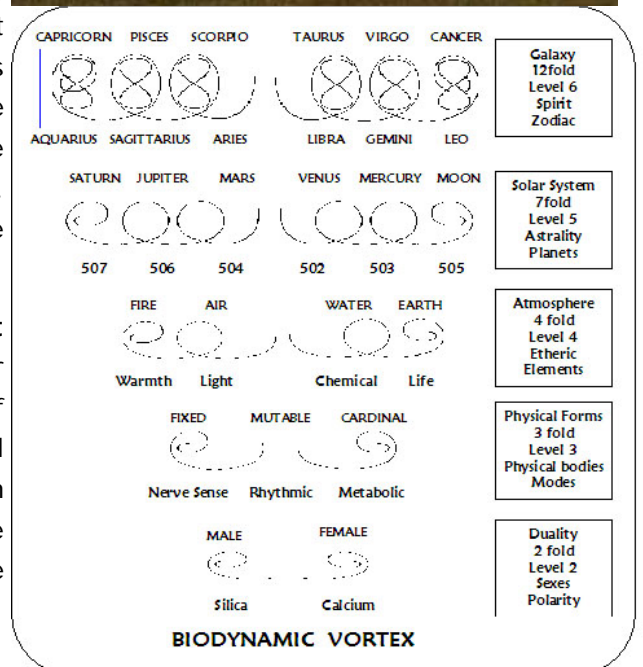 CAPRICORN PISCES SCORPIO TAURUS VIRGO CANCER
AQUARIUS SAGITTARIUS ARIES LIBRA GEMINI LEO
Galaxy
12fold
Level 6
Spirit
Zodiac
SATURN JUPITER MARS VENUS MERCURY MOON
507 506 504 502 503 505
Solar System
7fold
Level 5
Astrality
Planets
FIRE AIR WATER EARTH
Warmth Light Chemical Life
Atmosphere
4 fold
Level 4
Etheric
Elements
FIXED MUTABLE CARDINAL
Nerve Sense Rhythmic Metabolic
Physical Forms
3 fold
Level 3
Physical bodies
Modes
MALE FEMALE
Silica Calcium
Duality
2 fold
Level 2
Sexes
Polarity
BIODYNAMIC VORTEX